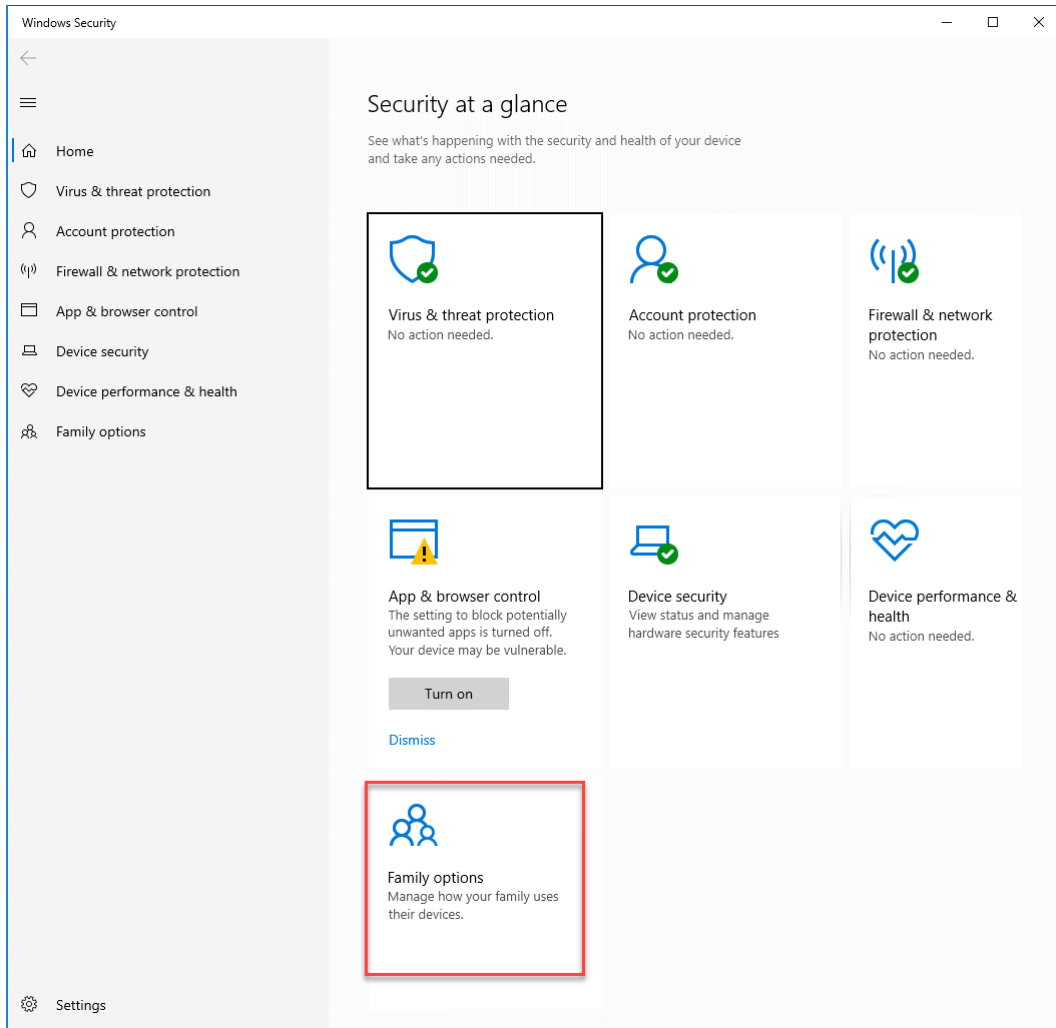 Windows Security
Home
Virus & threat protection
Account protection
Firewall & network protection
App & browser control
Device security
Device performance & health
Family options
Settings
Security at a glance
See what's happening with the security and health of your device
and take any actions needed.
Virus & threat protection
No action needed.
Account protection
No action needed.
Firewall & network
protection
No action needed.
App & browser control
The setting to block potentially
unwanted apps is turned off.
Your device may be vulnerable.
Turn on
Dismiss
Device security
View status and manage
hardware security features
Device performance &
health
No action needed.
Family options
Manage how your family uses
their devices.